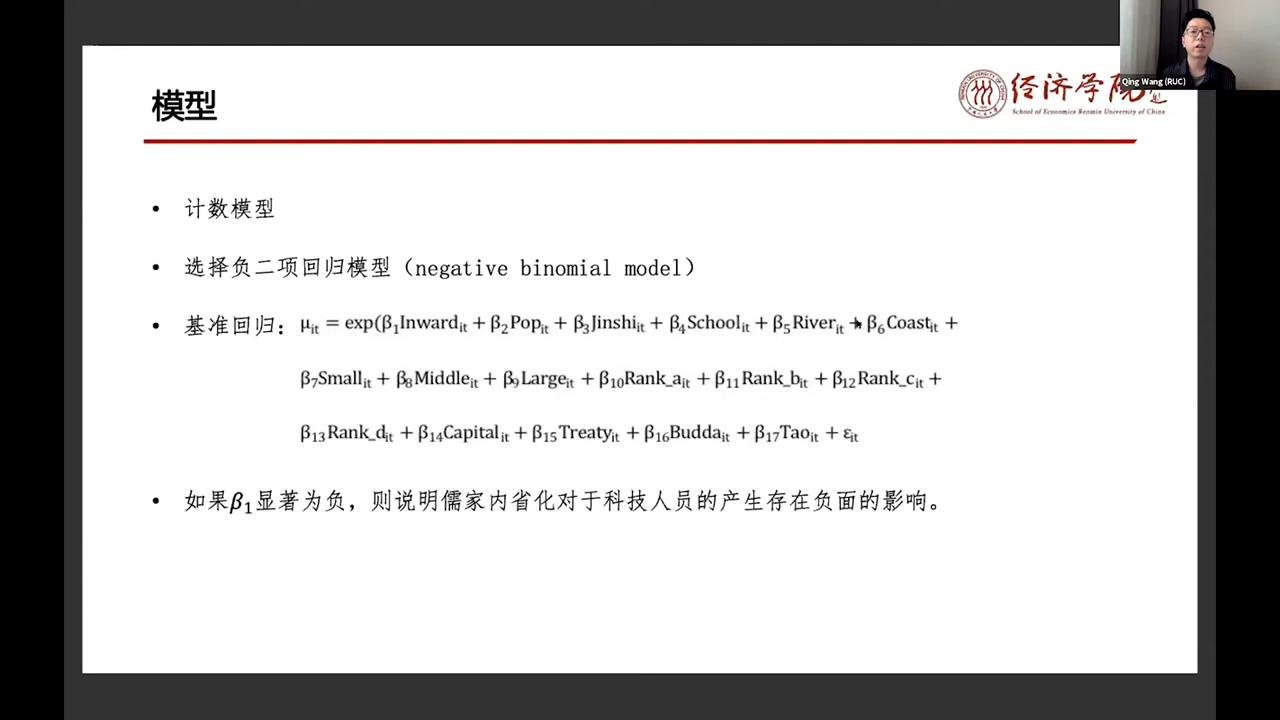 Qing Wang (RUC)
模型
经济学院
School of Economics Renmin University of China
• 计数模型
• 选择负二项回归模型（negative binomial model）
• 基准回归：μit = exp(β1Inwardit + β2Popit + β3Jinshiit + β4Schoolit + β5Riverit + β6Coastit +
β7Smallit + β8Middleit + β9Largeit + β10Rank_ait + β11Rank_bit + β12Rank_cit +
β13Rank_dit + β14Capitalit + β15Treatyit + β16Buddait + β17Taoit + εit
• 如果β1显著为负，则说明儒家内省化对于科技人员的产生存在负面的影响。